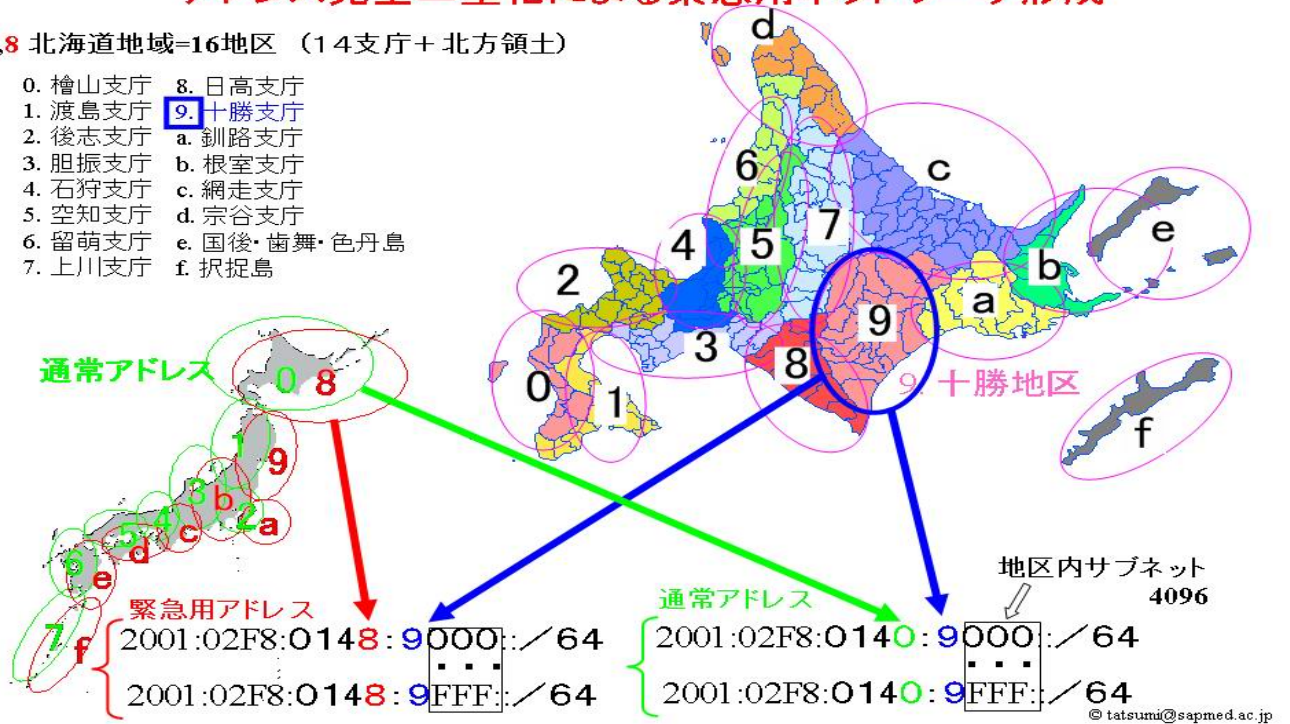 ,8 北海道地域=16地区 （14支庁＋北方領土）
0. 檜山支庁 8. 日高支庁
1. 渡島支庁 9. 十勝支庁
2. 後志支庁 a. 釧路支庁
3. 胆振支庁 b. 根室支庁
4. 石狩支庁 c. 網走支庁
5. 空知支庁 d. 宗谷支庁
6. 留萌支庁 e. 国後・歯舞・色丹島
7. 上川支庁 f. 択捉島
d
6
c
7
e
4
5
b
2
a
9
3
8
9. 十勝地区
0
1
f
通常アドレス
0 8
1
9
3
b
2
a
4
c
5
d
6
e
7
f
地区内サブネット
4096
緊急用アドレス
2001:02F8:0148:9000::／64
・・・
2001:02F8:0148:9FFF::／64
通常アドレス
2001:02F8:0140:9000::／64
・・・
2001:02F8:0140:9FFF::／64
© tatsumi@sapmed.ac.jp